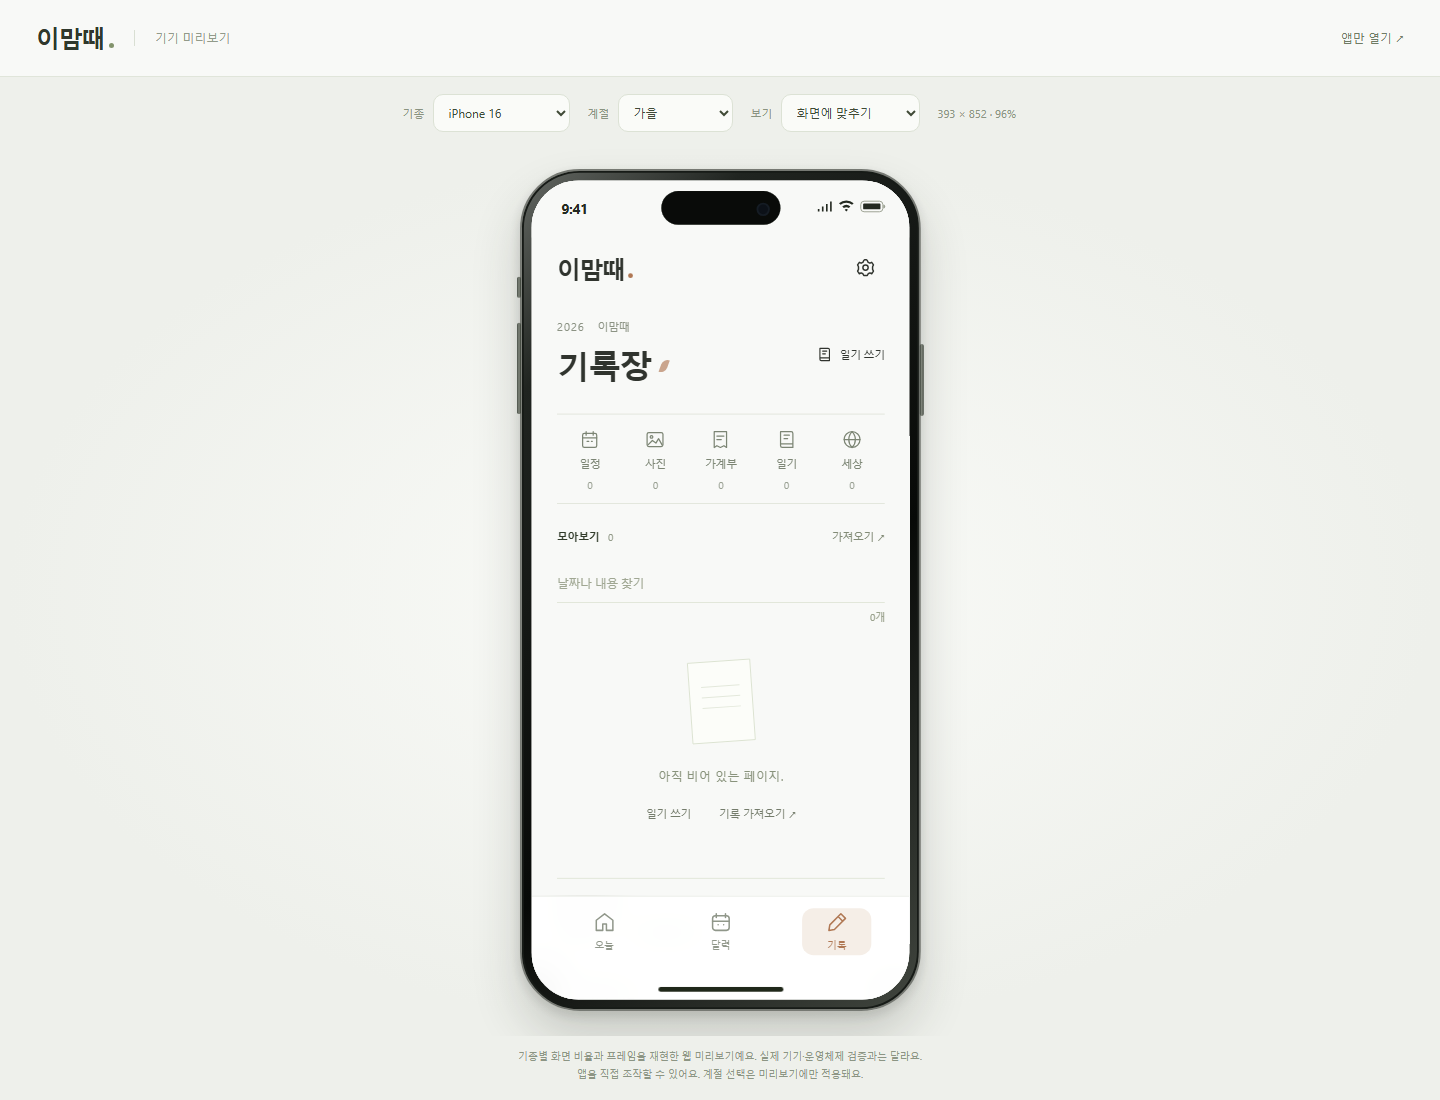 이맘때. 기기 미리보기 앱만 열기 ↗
기종 iPhone 16 계절 가을 보기 화면에 맞추기 393 × 852 · 96%
9:41
이맘때.
2026 이맘때
기록장 일기 쓰기
일정 사진 가계부 일기 세상
0 0 0 0 0
모아보기 0 가져오기 ↗
날짜나 내용 찾기
0개
아직 비어 있는 페이지.
일기 쓰기 기록 가져오기 ↗
오늘 달력 기록
기종별 화면 비율과 프레임을 재현한 웹 미리보기예요. 실제 기기·운영체제 검증과는 달라요.
앱을 직접 조작할 수 있어요. 계절 선택은 미리보기에만 적용돼요.